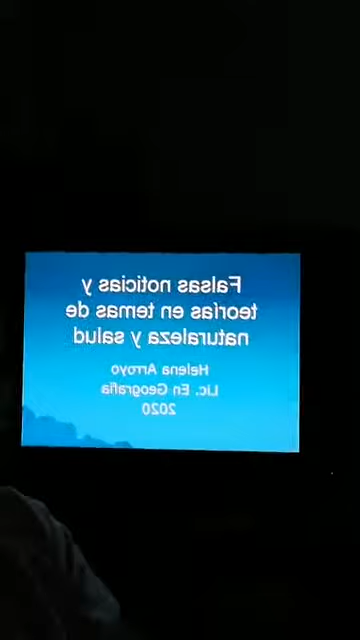 Falsas noticias y
teorías en temas de
naturaleza y salud
Helena Arroyo
Lic. En Geografía
2020